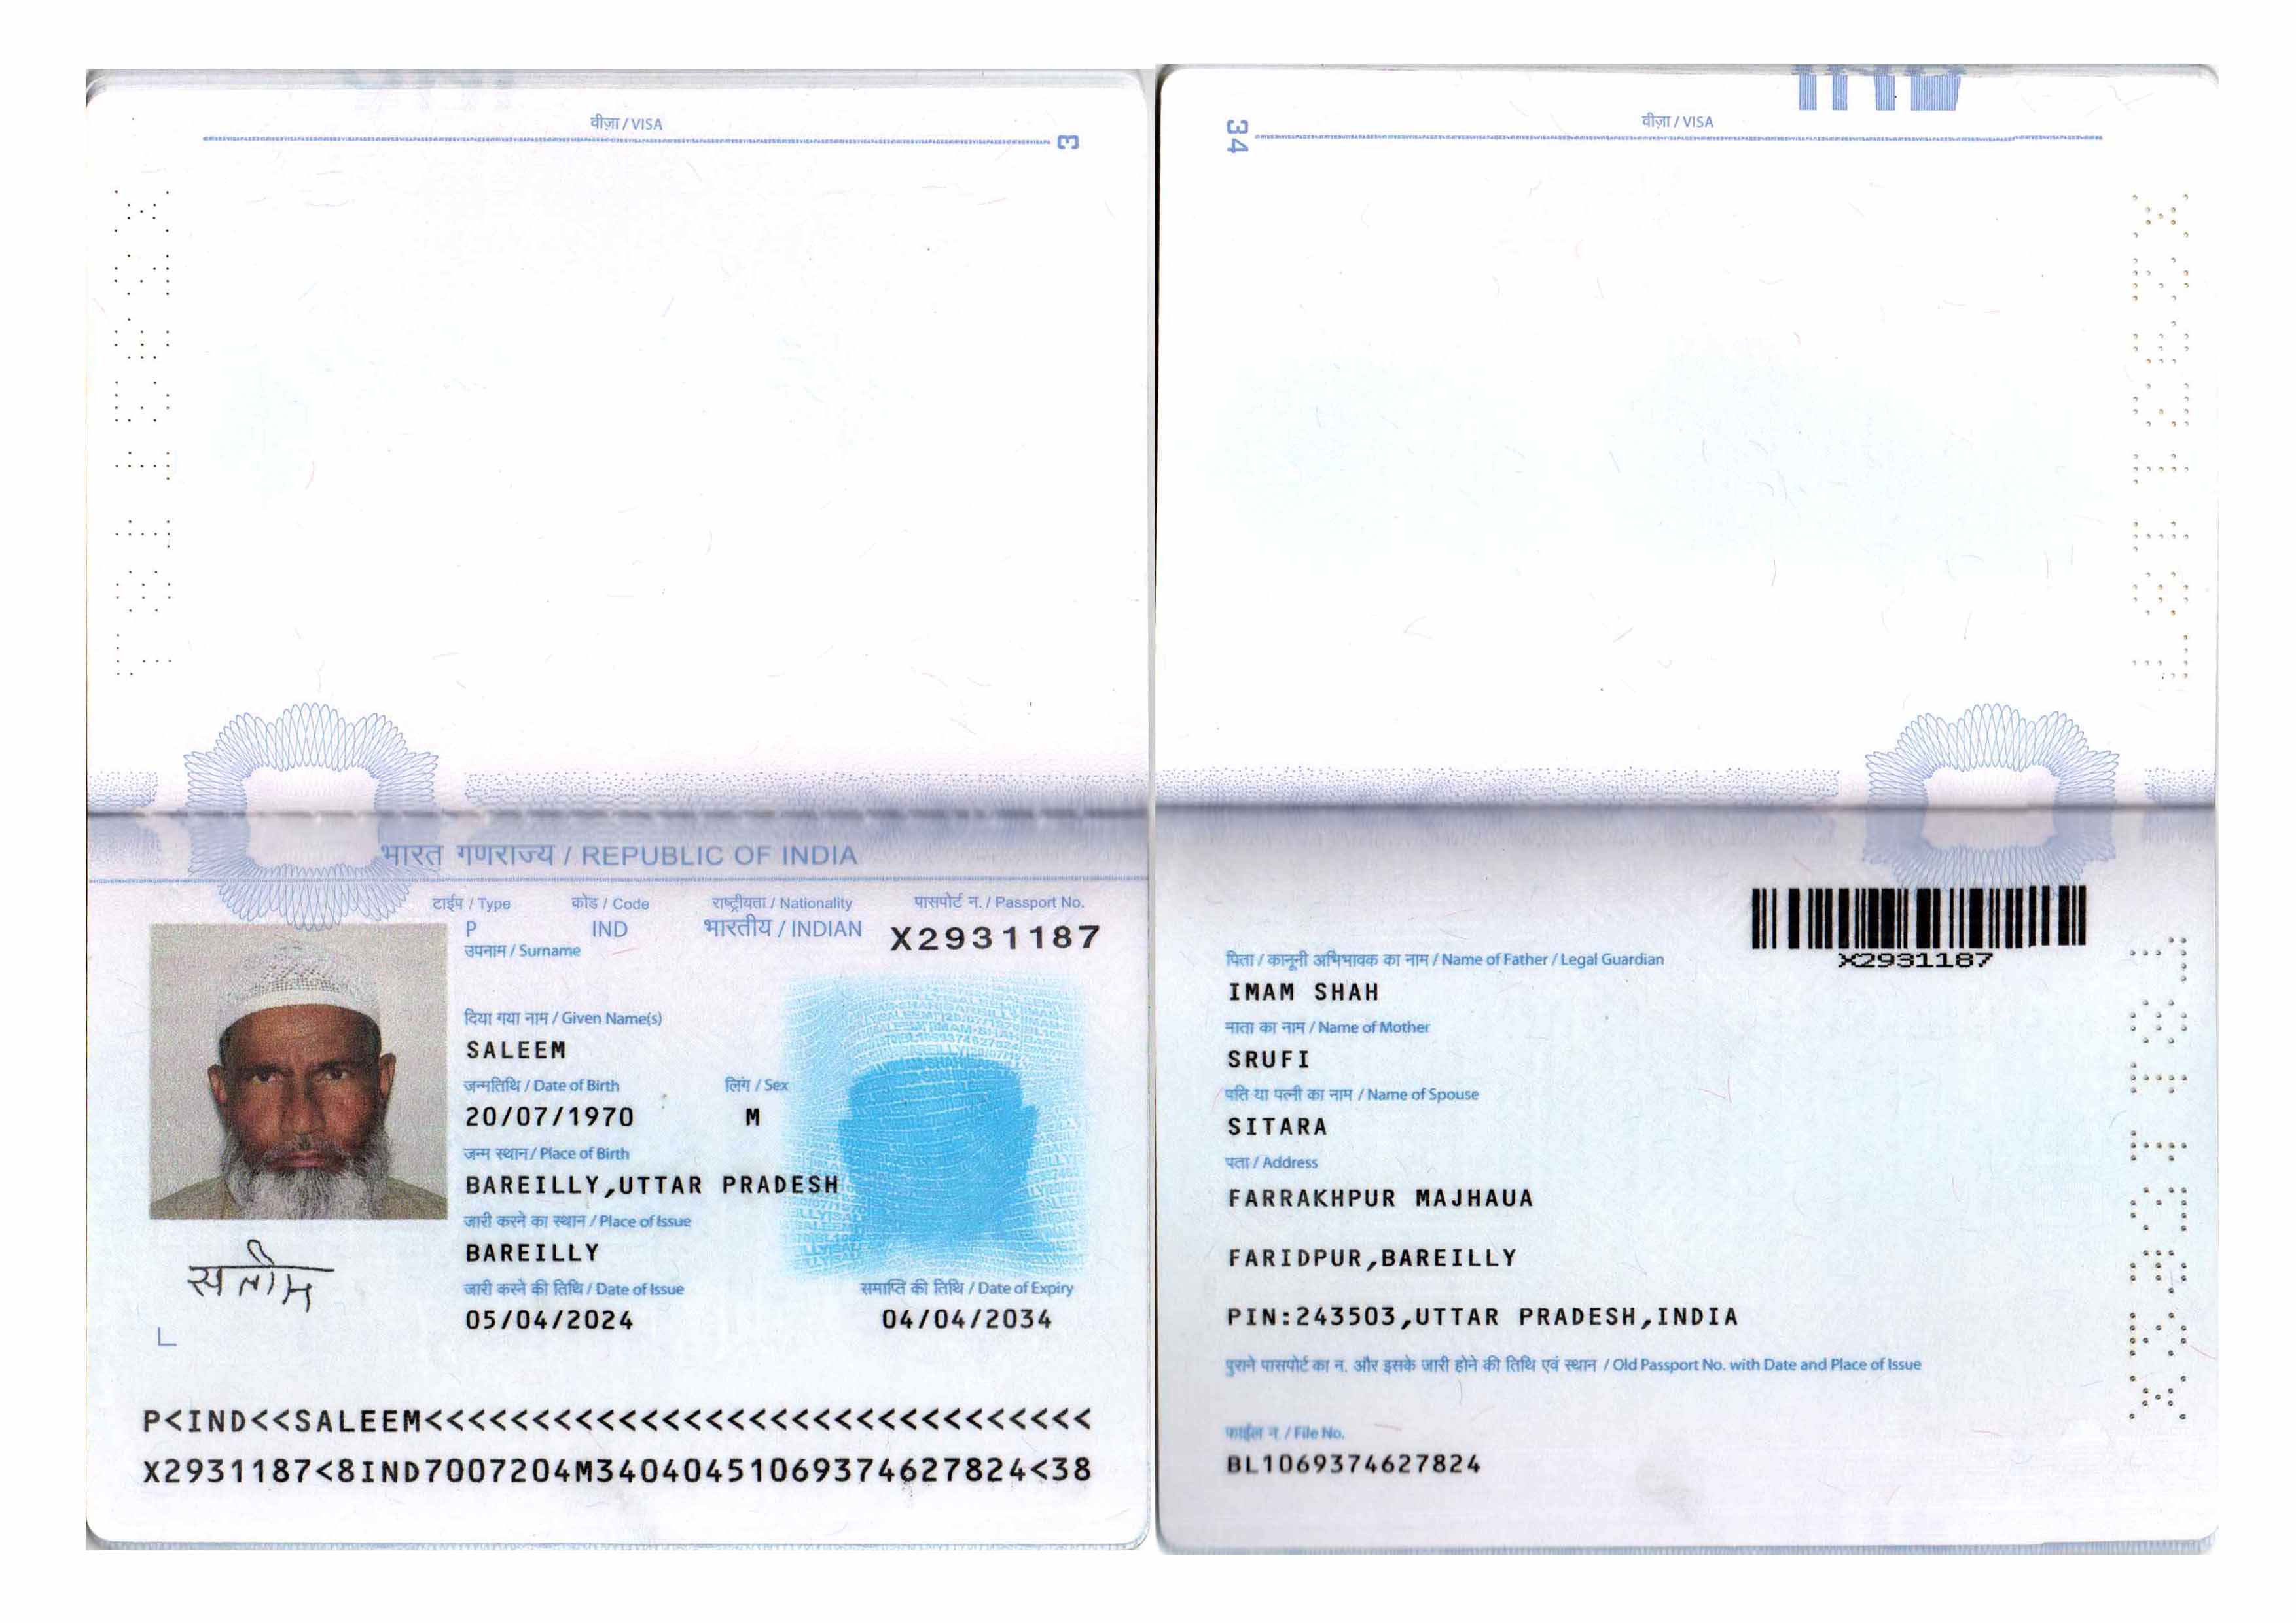 वीज़ा / VISA
3
X2931187
भारत गणराज्य / REPUBLIC OF INDIA
टाईप / Type कोड / Code राष्ट्रीयता / Nationality पासपोर्ट न. / Passport No.
P IND भारतीय / INDIAN X2931187
उपनाम / Surname
दिया गया नाम / Given Name(s)
SALEEM
जन्मतिथि / Date of Birth लिंग / Sex
20/07/1970 M
जन्म स्थान / Place of Birth
BAREILLY,UTTAR PRADESH
जारी करने का स्थान / Place of Issue
BAREILLY
जारी करने की तिथि / Date of Issue समाप्ति की तिथि / Date of Expiry
05/04/2024 04/04/2034
सलीम
P<IND<<SALEEM<<<<<<<<<<<<<<<<<<<<<<<<<<<<<<<
X2931187<8IND7007204M34040451069374627824<38
वीज़ा / VISA
34
X2931187
X2931187
पिता / कानूनी अभिभावक का नाम / Name of Father / Legal Guardian
IMAM SHAH
माता का नाम / Name of Mother
SRUFI
पति या पत्नी का नाम / Name of Spouse
SITARA
पता / Address
FARRAKHPUR MAJHAUA
FARIDPUR,BAREILLY
PIN:243503,UTTAR PRADESH,INDIA
पुराने पासपोर्ट का न. और इसके जारी होने की तिथि एवं स्थान / Old Passport No. with Date and Place of Issue
फाईल न. / File No.
BL1069374627824
X2931187